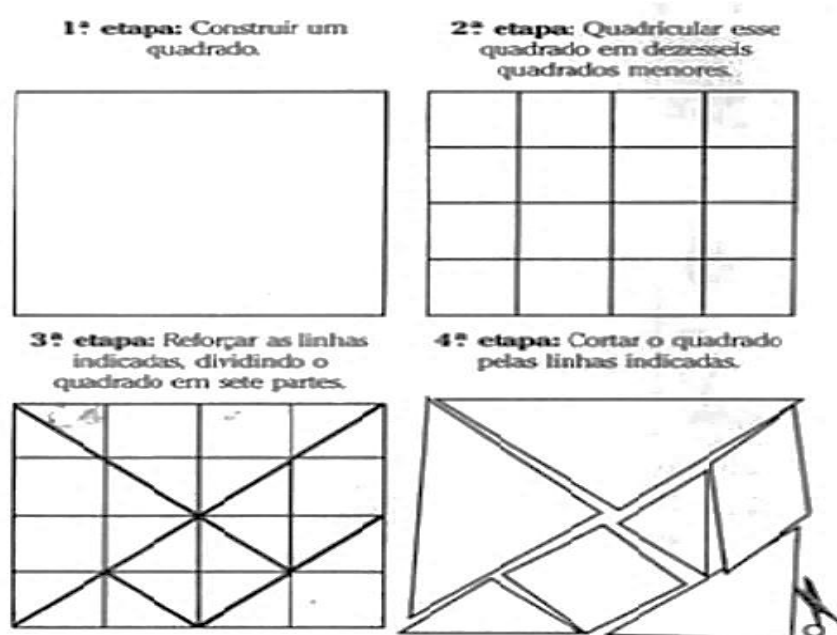 1ª etapa: Construir um
quadrado.
2ª etapa: Quadricular esse
quadrado em dezesseis
quadrados menores.
3ª etapa: Reforçar as linhas
indicadas, dividindo o
quadrado em sete partes.
4ª etapa: Cortar o quadrado
pelas linhas indicadas.